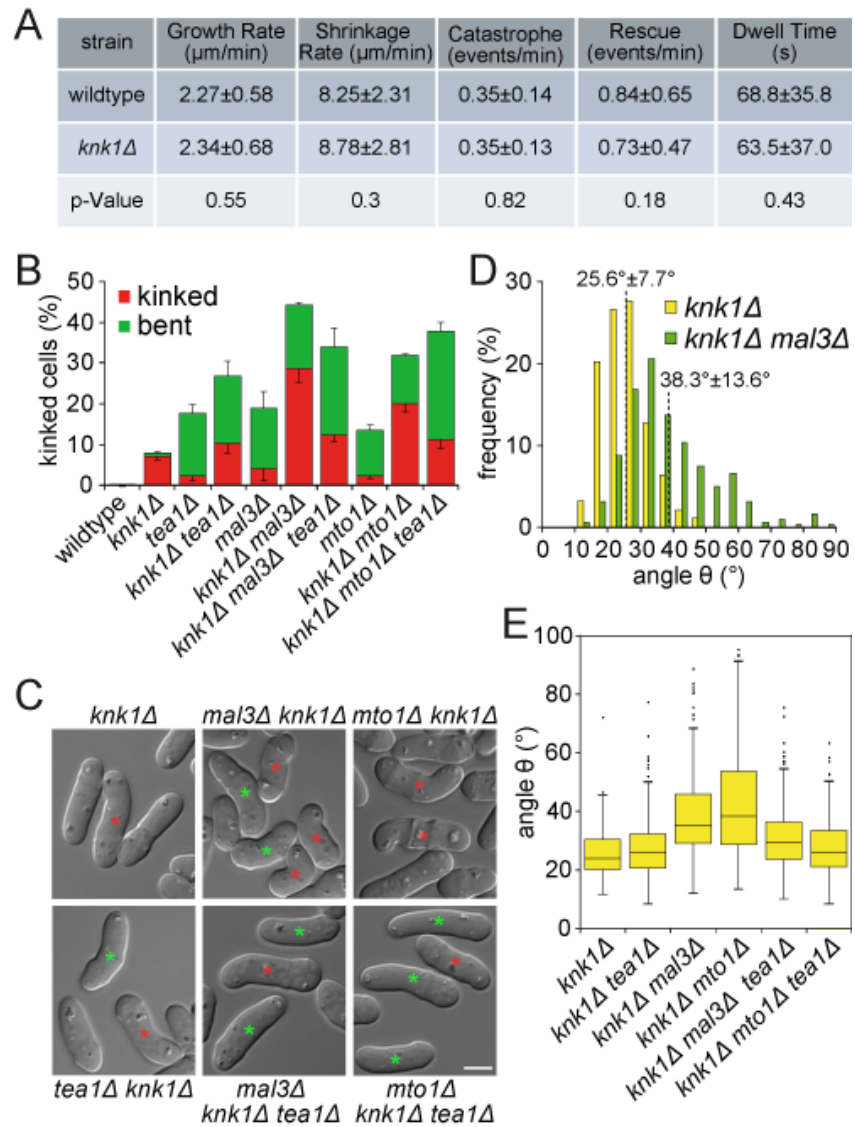 A
strain
Growth Rate
(µm/min)
Shrinkage
Rate (µm/min)
Catastrophe
(events/min)
Rescue
(events/min)
Dwell Time
(s)
wildtype 2.27±0.58 8.25±2.31 0.35±0.14 0.84±0.65 68.8±35.8
knk1Δ 2.34±0.68 8.78±2.81 0.35±0.13 0.73±0.47 63.5±37.0
p-Value 0.55 0.3 0.82 0.18 0.43
B
kinked cells (%)
50
40
30
20
10
0
kinked
bent
wildtype
knk1Δ
tea1Δ
knk1Δ tea1Δ
mal3Δ
knk1Δ mal3Δ
knk1Δ mal3Δ tea1Δ
mto1Δ
knk1Δ mto1Δ
knk1Δ mto1Δ tea1Δ
D
frequency (%)
30
20
10
0
25.6°±7.7°
knk1Δ
knk1Δ mal3Δ
38.3°±13.6°
0 10 20 30 40 50 60 70 80 90
angle θ (°)
C
knk1Δ
mal3Δ knk1Δ
mto1Δ knk1Δ
* * * * * * * *
* * * * * * * * *
tea1Δ knk1Δ
mal3Δ
knk1Δ tea1Δ
mto1Δ
knk1Δ tea1Δ
E
angle θ (°)
100
80
60
40
20
0
knk1Δ
knk1Δ tea1Δ
knk1Δ mal3Δ
knk1Δ mto1Δ
knk1Δ mal3Δ tea1Δ
knk1Δ mto1Δ tea1Δ